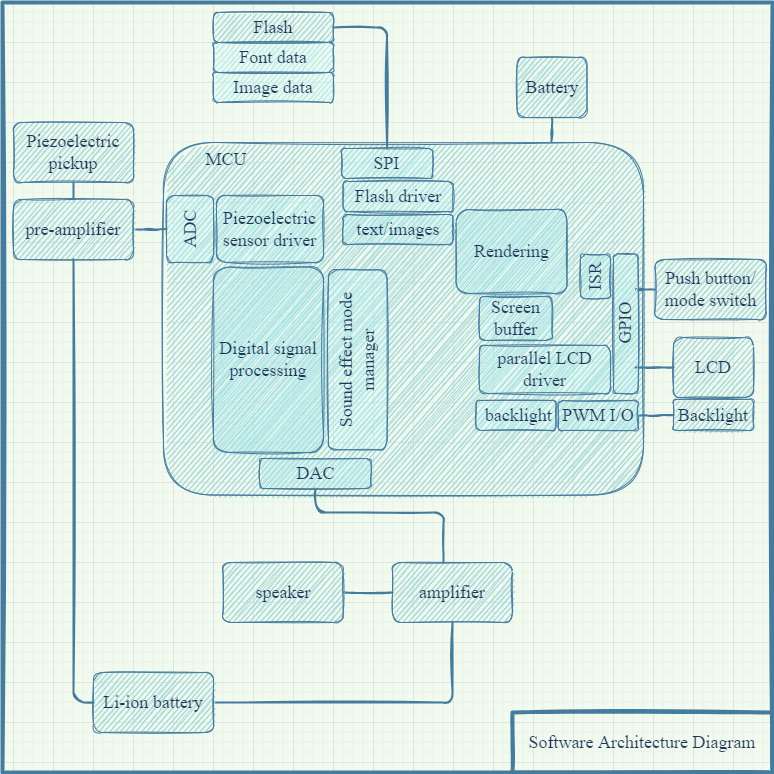 Flash
Font data
Image data
Battery
Piezoelectric
pickup
pre-amplifier
MCU
SPI
Flash driver
text/images
ADC
Piezoelectric
sensor driver
Rendering
ISR
GPIO
Push button/
mode switch
Screen
buffer
Digital signal
processing
Sound effect mode
manager
parallel LCD
driver
LCD
backlight
PWM I/O
Backlight
DAC
speaker
amplifier
Li-ion battery
Software Architecture Diagram